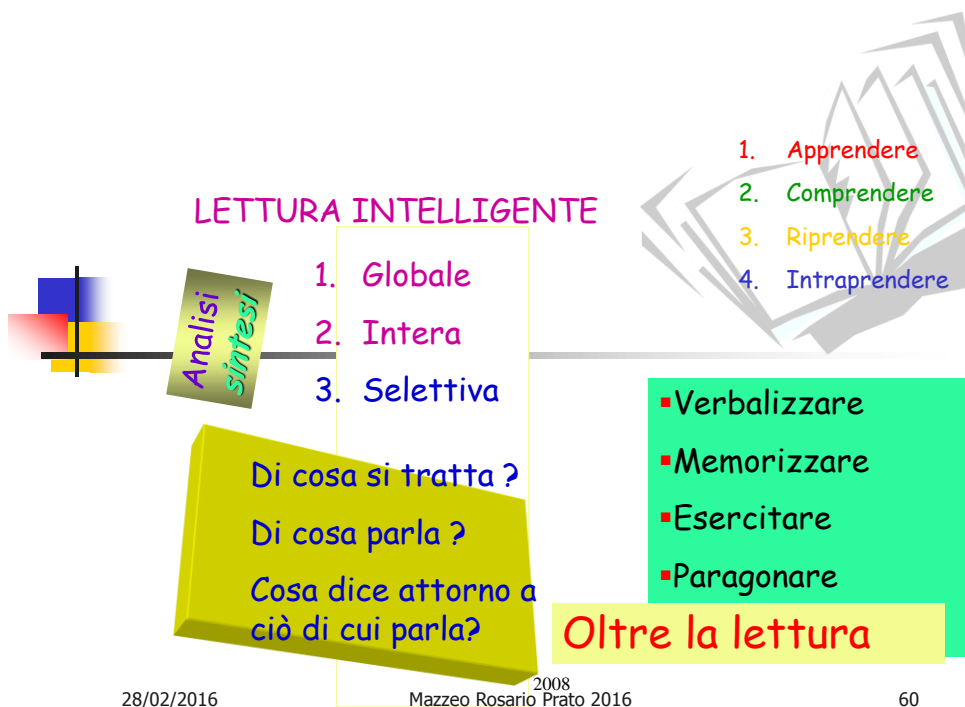 1. Apprendere
2. Comprendere
3. Riprendere
4. Intraprendere
LETTURA INTELLIGENTE
1. Globale
2. Intera
3. Selettiva
Analisi
sintesi
Di cosa si tratta ?
Di cosa parla ?
Cosa dice attorno a
ciò di cui parla?
▪Verbalizzare
▪Memorizzare
▪Esercitare
▪Paragonare
Oltre la lettura
2008
28/02/2016 Mazzeo Rosario Prato 2016 60